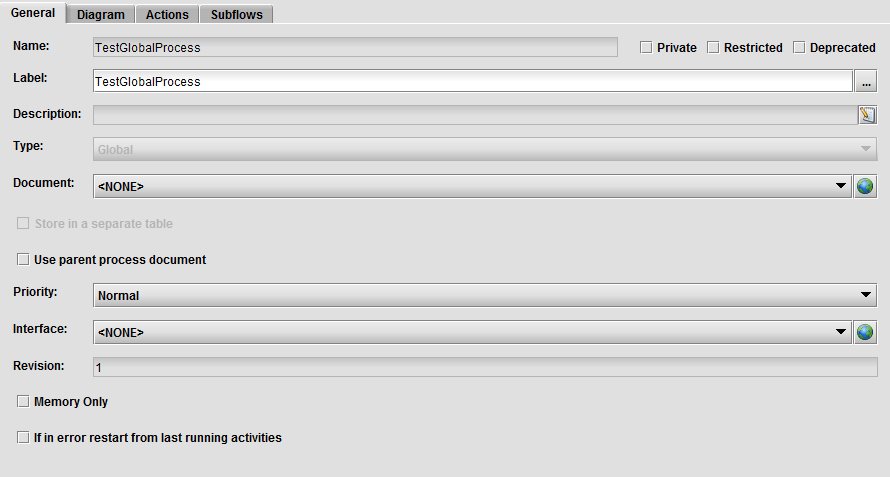 General Diagram Actions Subflows
Name: TestGlobalProcess Private Restricted Deprecated
Label: TestGlobalProcess ...
Description:
Type: Global
Document: <NONE>
Store in a separate table
Use parent process document
Priority: Normal
Interface: <NONE>
Revision: 1
Memory Only
If in error restart from last running activities